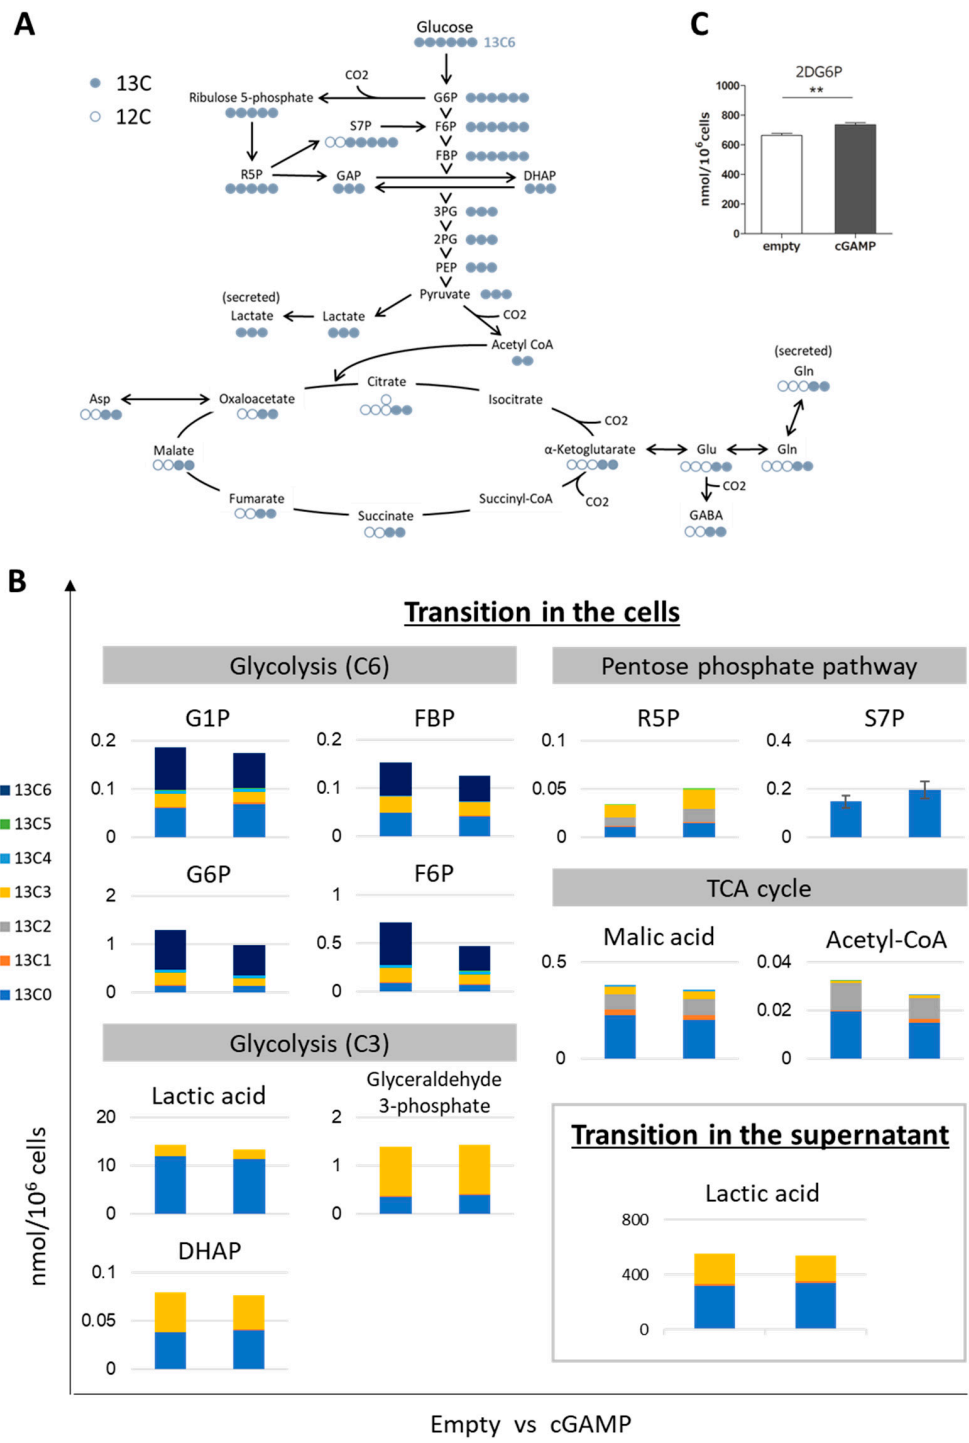 A
C
Glucose
13C6
13C
12C
CO2
Ribulose 5-phosphate
G6P
S7P
F6P
FBP
R5P
GAP
DHAP
3PG
2PG
PEP
Pyruvate
(secreted)
Lactate
Lactate
CO2
Acetyl CoA
(secreted)
Gln
Asp
Oxaloacetate
Citrate
Isocitrate
CO2
Malate
α-Ketoglutarate
Glu
Gln
Fumarate
Succinate
Succinyl-CoA
CO2
CO2
GABA
2DG6P
**
nmol/10⁶cells
1000
800
600
400
200
0
empty
cGAMP
B
Transition in the cells
Glycolysis (C6)
Pentose phosphate pathway
G1P
FBP
R5P
S7P
0.2
0.1
0
0.2
0.1
0
0.1
0.05
0
0.4
0.2
0
13C6
13C5
13C4
13C3
13C2
13C1
13C0
G6P
F6P
TCA cycle
2
1
0
1
0.5
0
Malic acid
Acetyl-CoA
0.5
0
0.04
0.02
0
Glycolysis (C3)
Lactic acid
Glyceraldehyde
3-phosphate
20
10
0
2
1
0
DHAP
0.1
0.05
0
Transition in the supernatant
Lactic acid
800
400
0
nmol/10⁶ cells
Empty vs cGAMP